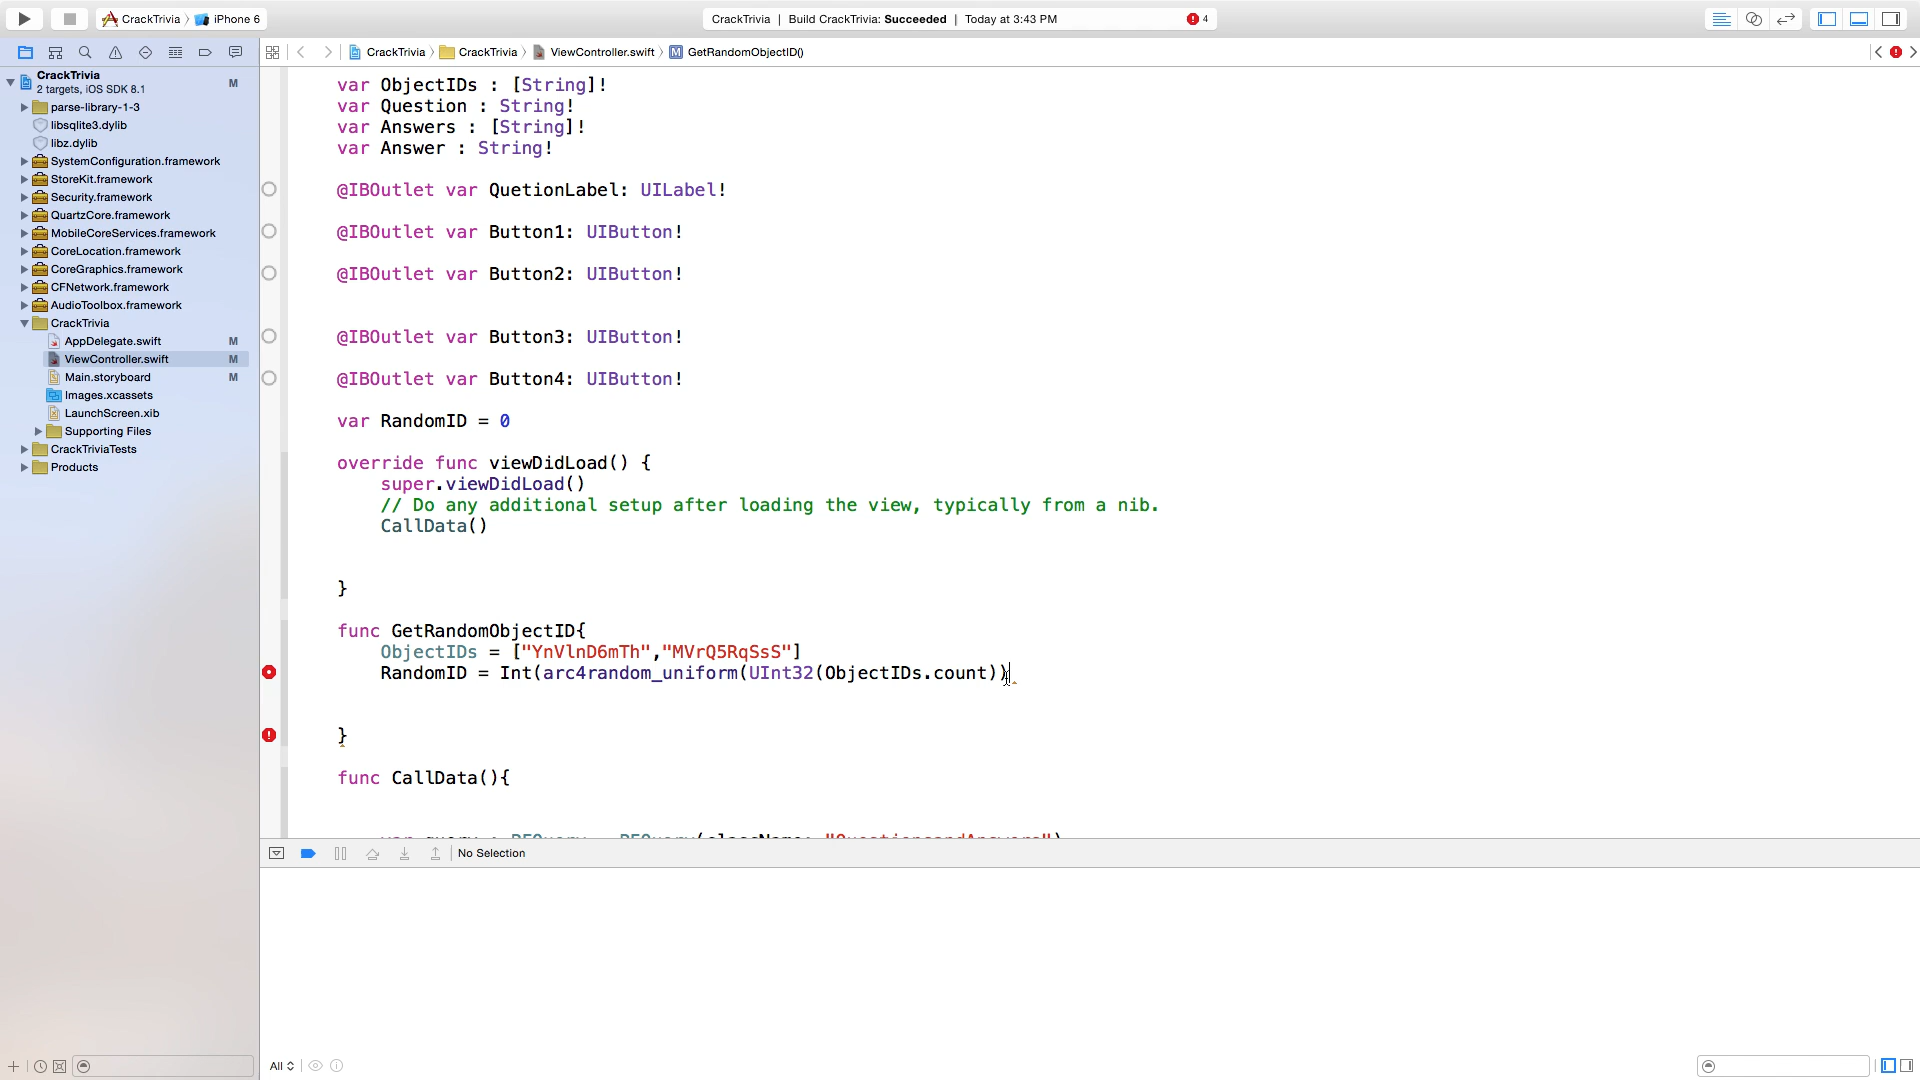 CrackTrivia
iPhone 6
CrackTrivia | Build CrackTrivia: Succeeded | Today at 3:43 PM
4
CrackTrivia
CrackTrivia
ViewController.swift
M GetRandomObjectID()
CrackTrivia
2 targets, iOS SDK 8.1
M
parse-library-1-3
libsqlite3.dylib
libz.dylib
SystemConfiguration.framework
StoreKit.framework
Security.framework
QuartzCore.framework
MobileCoreServices.framework
CoreLocation.framework
CoreGraphics.framework
CFNetwork.framework
AudioToolbox.framework
CrackTrivia
AppDelegate.swift M
ViewController.swift M
Main.storyboard M
Images.xcassets
LaunchScreen.xib
Supporting Files
CrackTriviaTests
Products
var ObjectIDs : [String]!
var Question : String!
var Answers : [String]!
var Answer : String!
@IBOutlet var QuetionLabel: UILabel!
@IBOutlet var Button1: UIButton!
@IBOutlet var Button2: UIButton!
@IBOutlet var Button3: UIButton!
@IBOutlet var Button4: UIButton!
var RandomID = 0
override func viewDidLoad() {
super.viewDidLoad()
// Do any additional setup after loading the view, typically from a nib.
CallData()
}
func GetRandomObjectID{
ObjectIDs = ["YnVlnD6mTh","MVrQ5RqSsS"]
RandomID = Int(arc4random_uniform(UInt32(ObjectIDs.count))
}
func CallData(){
var query : PFQuery = PFQuery(className: "QuestionsandAnswers")
No Selection
All